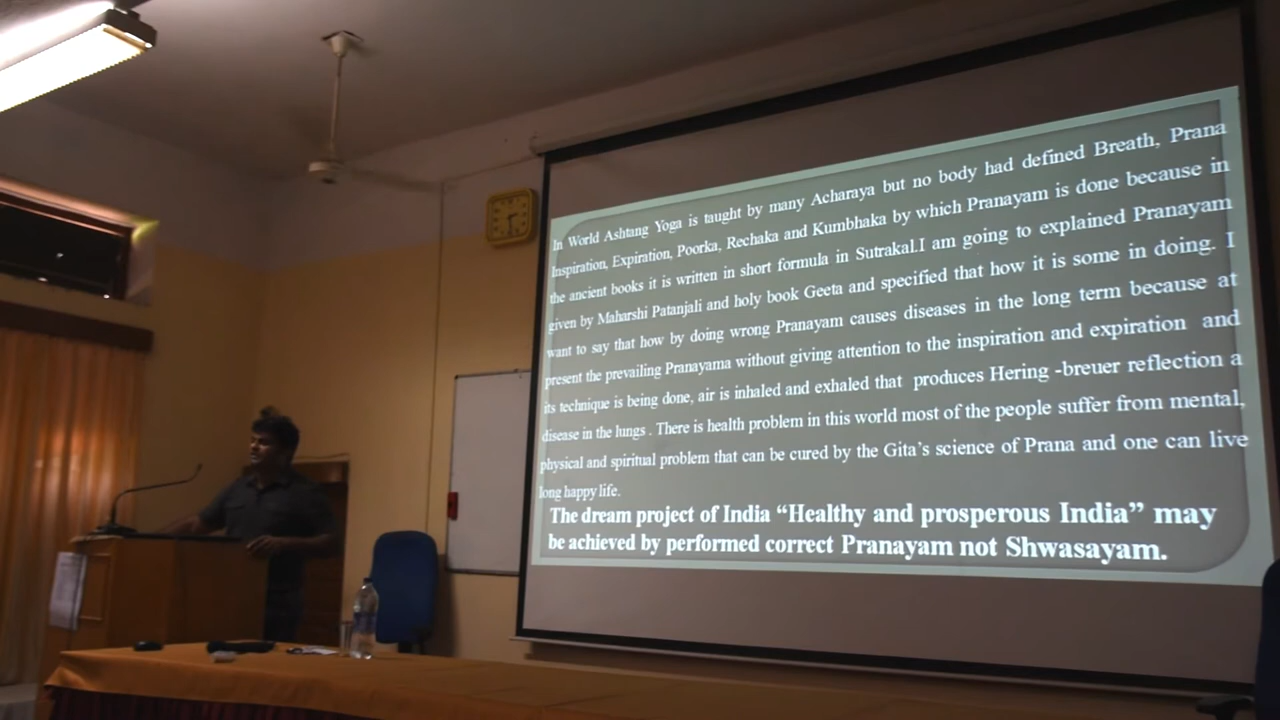 In World Ashtang Yoga is taught by many Acharaya but no body had defined Breath, Prana
Inspiration, Expiration, Poorka, Rechaka and Kumbhaka by which Pranayam is done because in
the ancient books it is written in short formula in Sutrakal.I am going to explained Pranayam
given by Maharshi Patanjali and holy book Geeta and specified that how it is some in doing. I
want to say that how by doing wrong Pranayam causes diseases in the long term because at
present the prevailing Pranayama without giving attention to the inspiration and expiration and
its technique is being done, air is inhaled and exhaled that produces Hering -breuer reflection a
disease in the lungs . There is health problem in this world most of the people suffer from mental,
physical and spiritual problem that can be cured by the Gita's science of Prana and one can live
long happy life.
The dream project of India “Healthy and prosperous India” may
be achieved by performed correct Pranayam not Shwasayam.